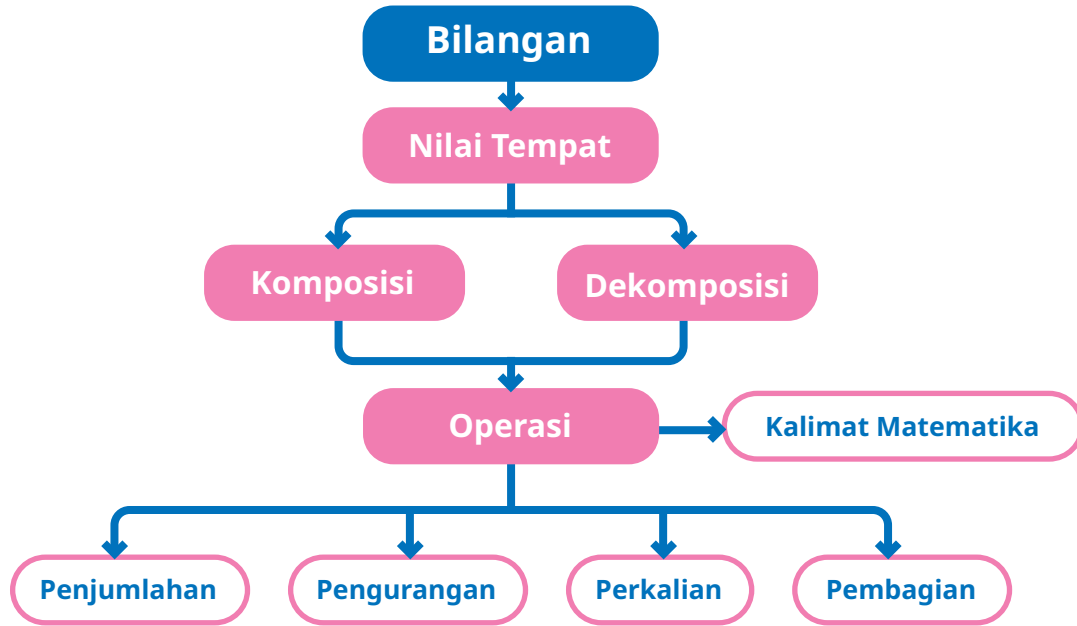 Bilangan
Nilai Tempat
Komposisi
Dekomposisi
Operasi
Kalimat Matematika
Penjumlahan
Pengurangan
Perkalian
Pembagian